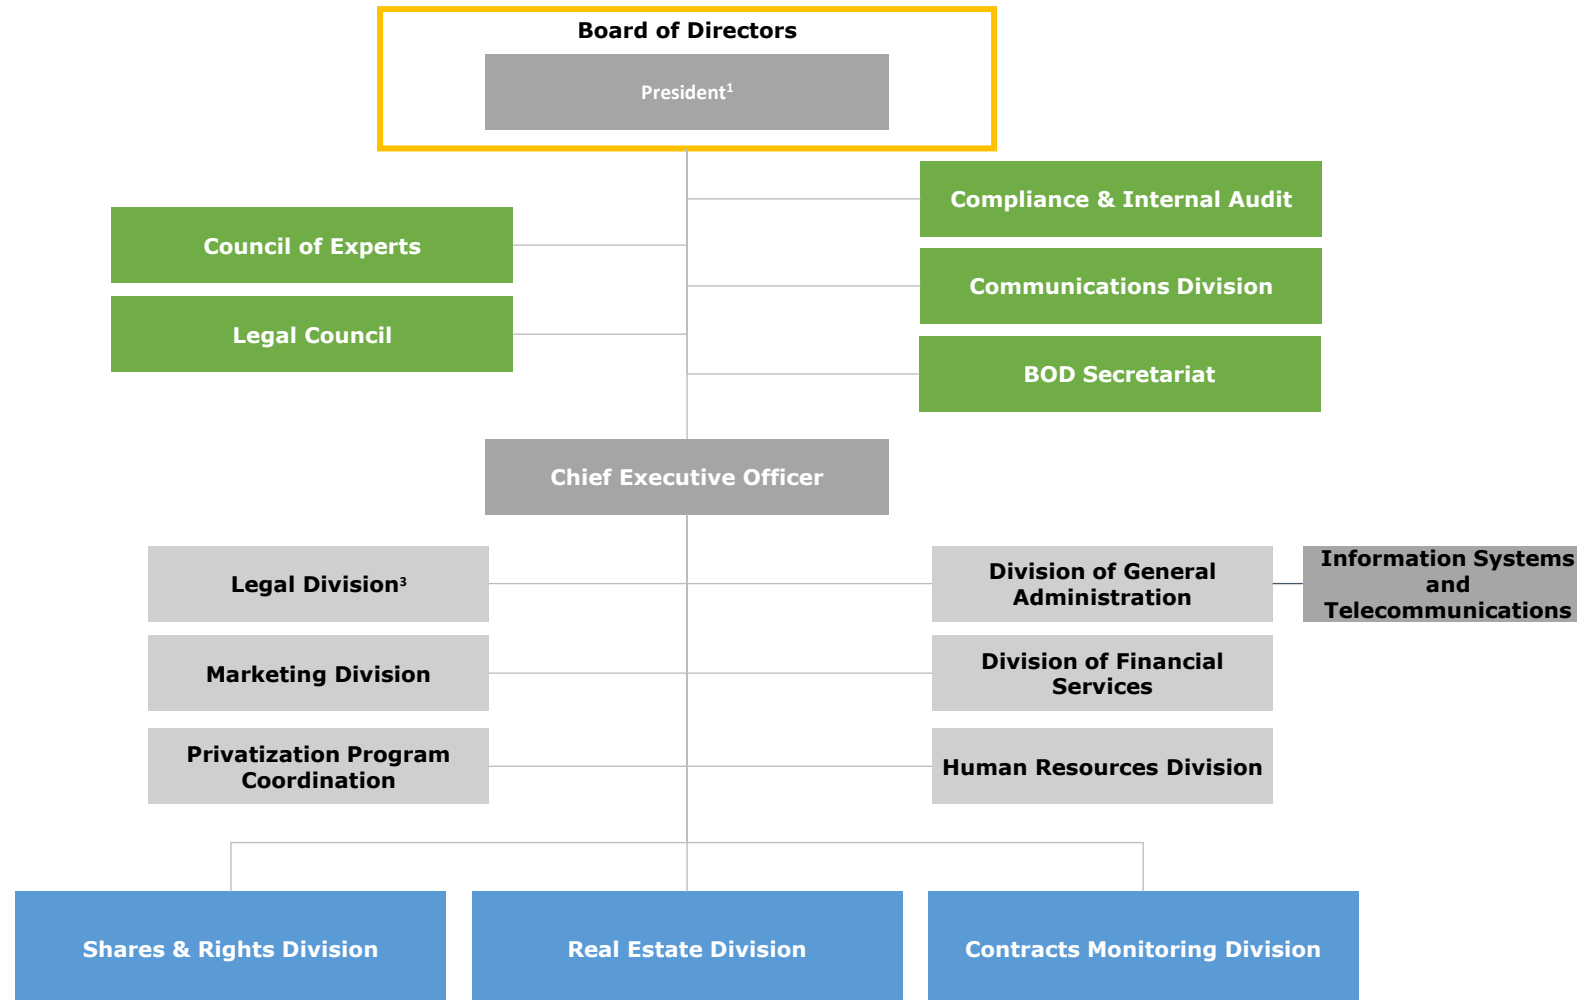 Board of Directors
President¹
Compliance & Internal Audit
Council of Experts
Communications Division
Legal Council
BOD Secretariat
Chief Executive Officer
Legal Division³
Division of General
Administration
Information Systems
and
Telecommunications
Marketing Division
Division of Financial
Services
Privatization Program
Coordination
Human Resources Division
Shares & Rights Division
Real Estate Division
Contracts Monitoring Division